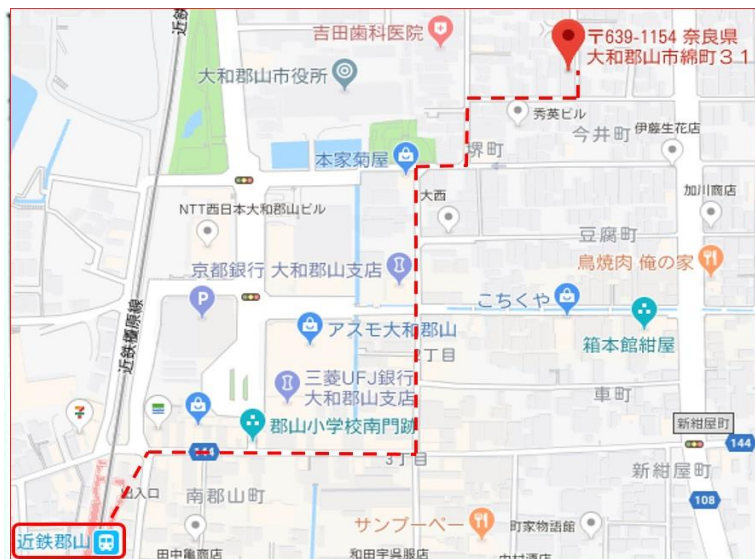 近鉄
吉田歯科医院
〒639-1154 奈良県
大和郡山市綿町31
大和郡山市役所
秀英ビル
今井町
伊藤生花店
堺町
本家菊屋
大西
加川商店
NTT西日本大和郡山ビル
豆腐町
鳥焼肉 俺の家
京都銀行 大和郡山支店
こちくや
近鉄橿原線
アスモ大和郡山
箱本館紺屋
2丁目
三菱UFJ銀行
大和郡山支店
車町
新紺屋町
郡山小学校南門跡
144
144
3丁目
新紺屋町
出入口
南郡山町
108
近鉄郡山
サンブーペー
町家物語館
田中亀商店
和田宇呉服店
中村酒店